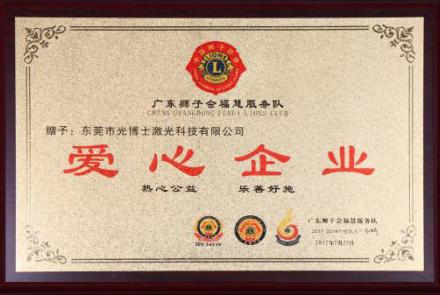 LIONS
L
广东狮子会福慧服务队
CHINA GUANGDONG FUHUI LIONS CLUB
赠予：东莞市光博士激光科技有限公司
爱心企业
热心公益 乐善好施
We Serve
广东狮子会福慧服务队